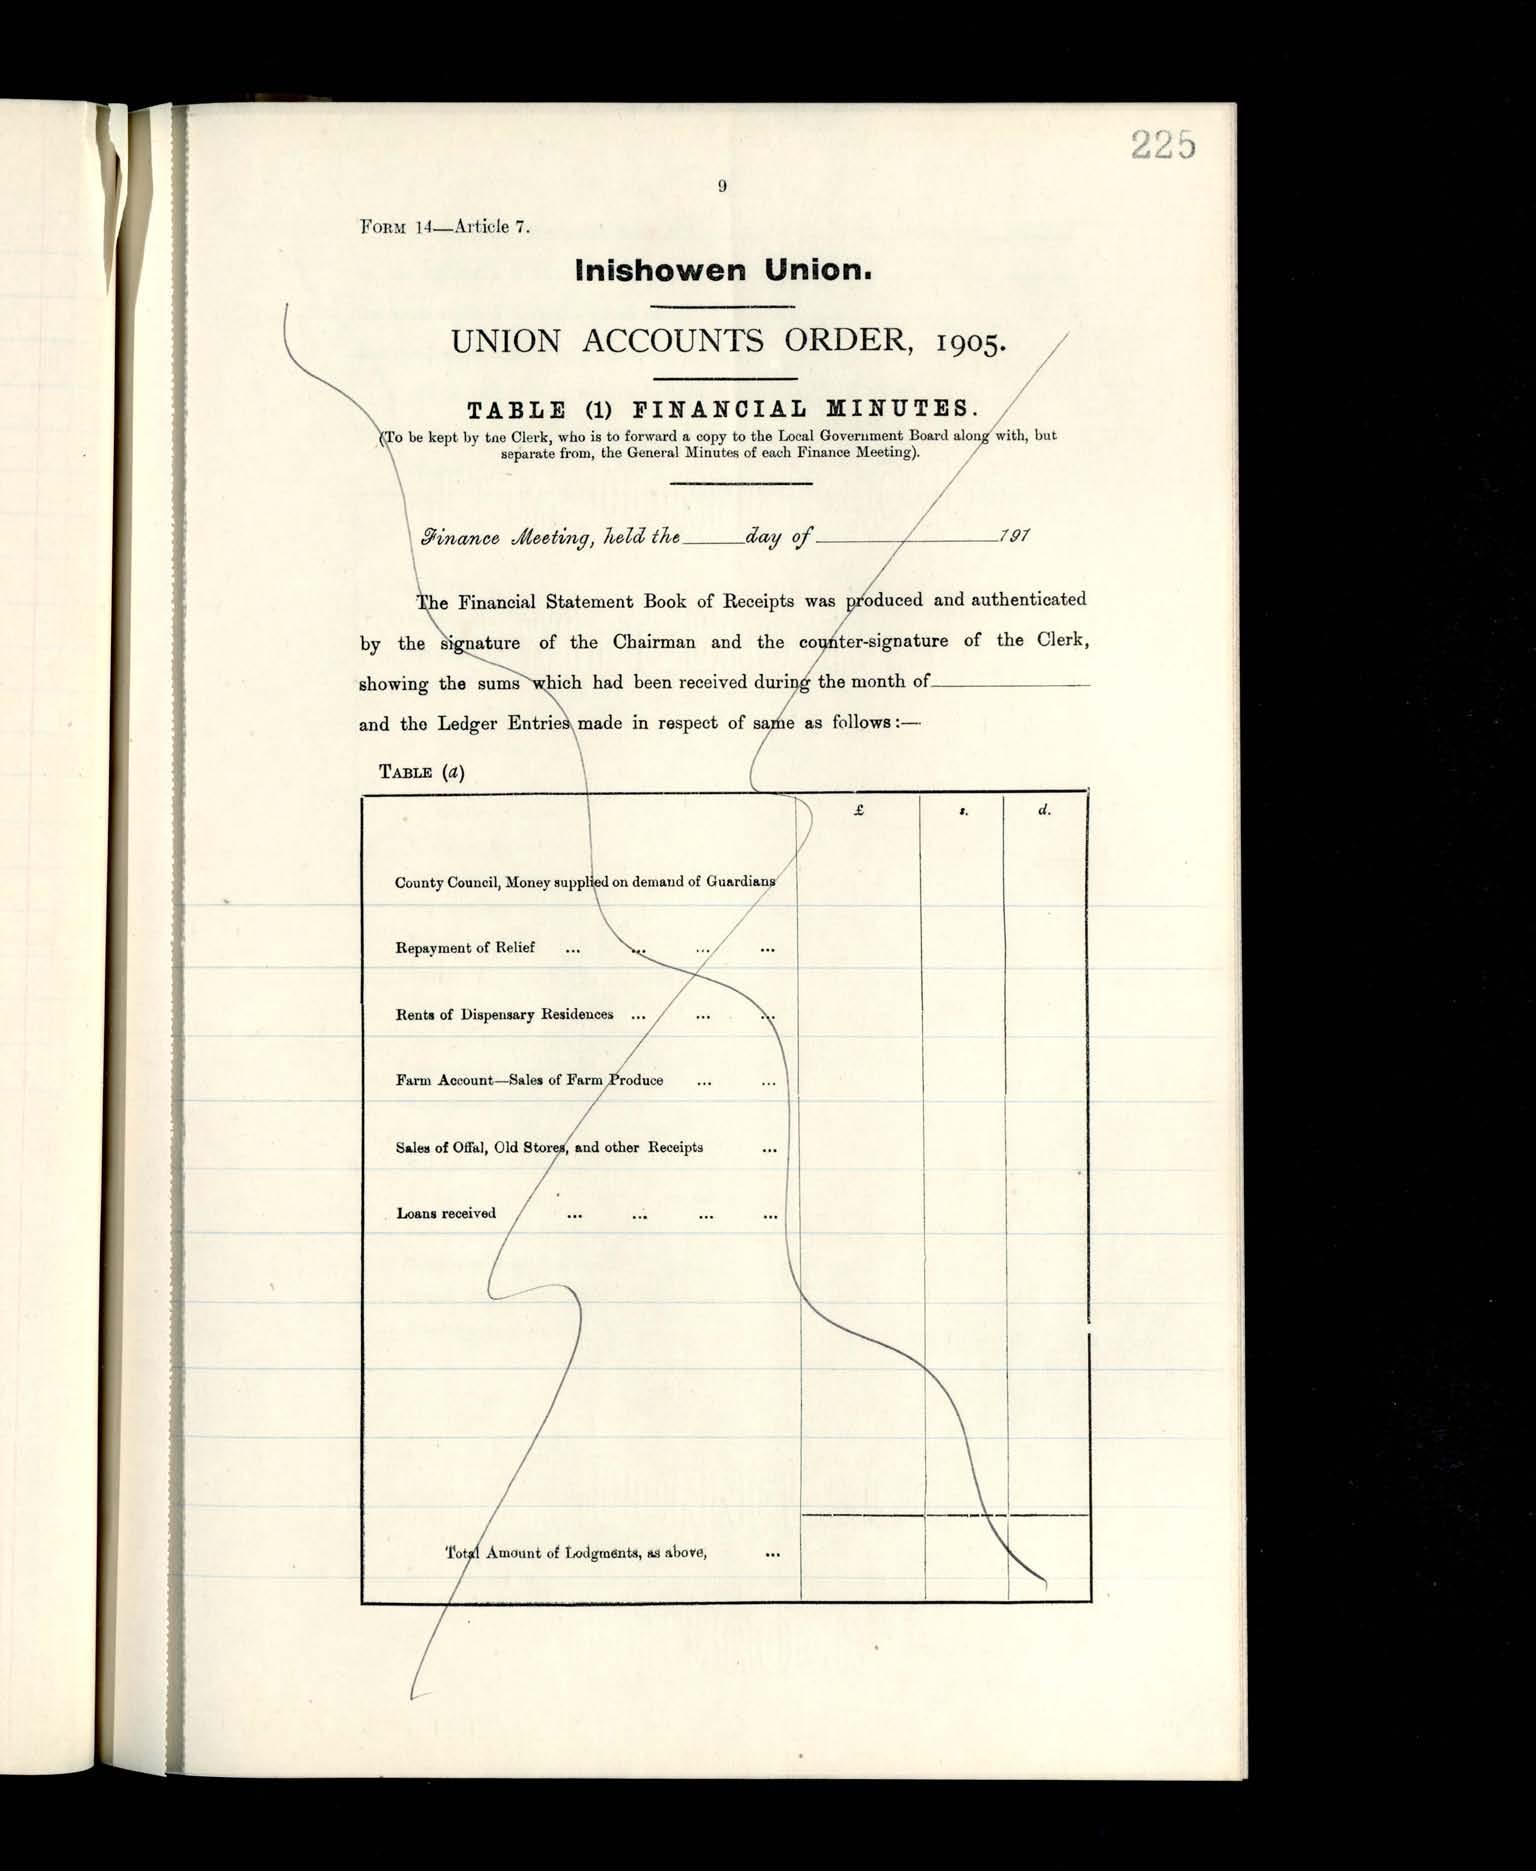 225
9
FORM 14—Article 7.
Inishowen Union.
UNION ACCOUNTS ORDER, 1905.
TABLE (1) FINANCIAL MINUTES.
(To be kept by tne Clerk, who is to forward a copy to the Local Government Board along with, but
separate from, the General Minutes of each Finance Meeting).
Finance Meeting, held the ______ day of ______________ 191
The Financial Statement Book of Receipts was produced and authenticated
by the signature of the Chairman and the counter-signature of the Clerk,
showing the sums which had been received during the month of ______________
and the Ledger Entries made in respect of same as follows:—
TABLE (a)
£ s. d.
County Council, Money supplied on demand of Guardians
Repayment of Relief ... ... ... ...
Rents of Dispensary Residences ... ... ...
Farm Account—Sales of Farm Produce ... ...
Sales of Offal, Old Stores, and other Receipts ...
Loans received ... ... ... ...
Total Amount of Lodgments, as above, ...